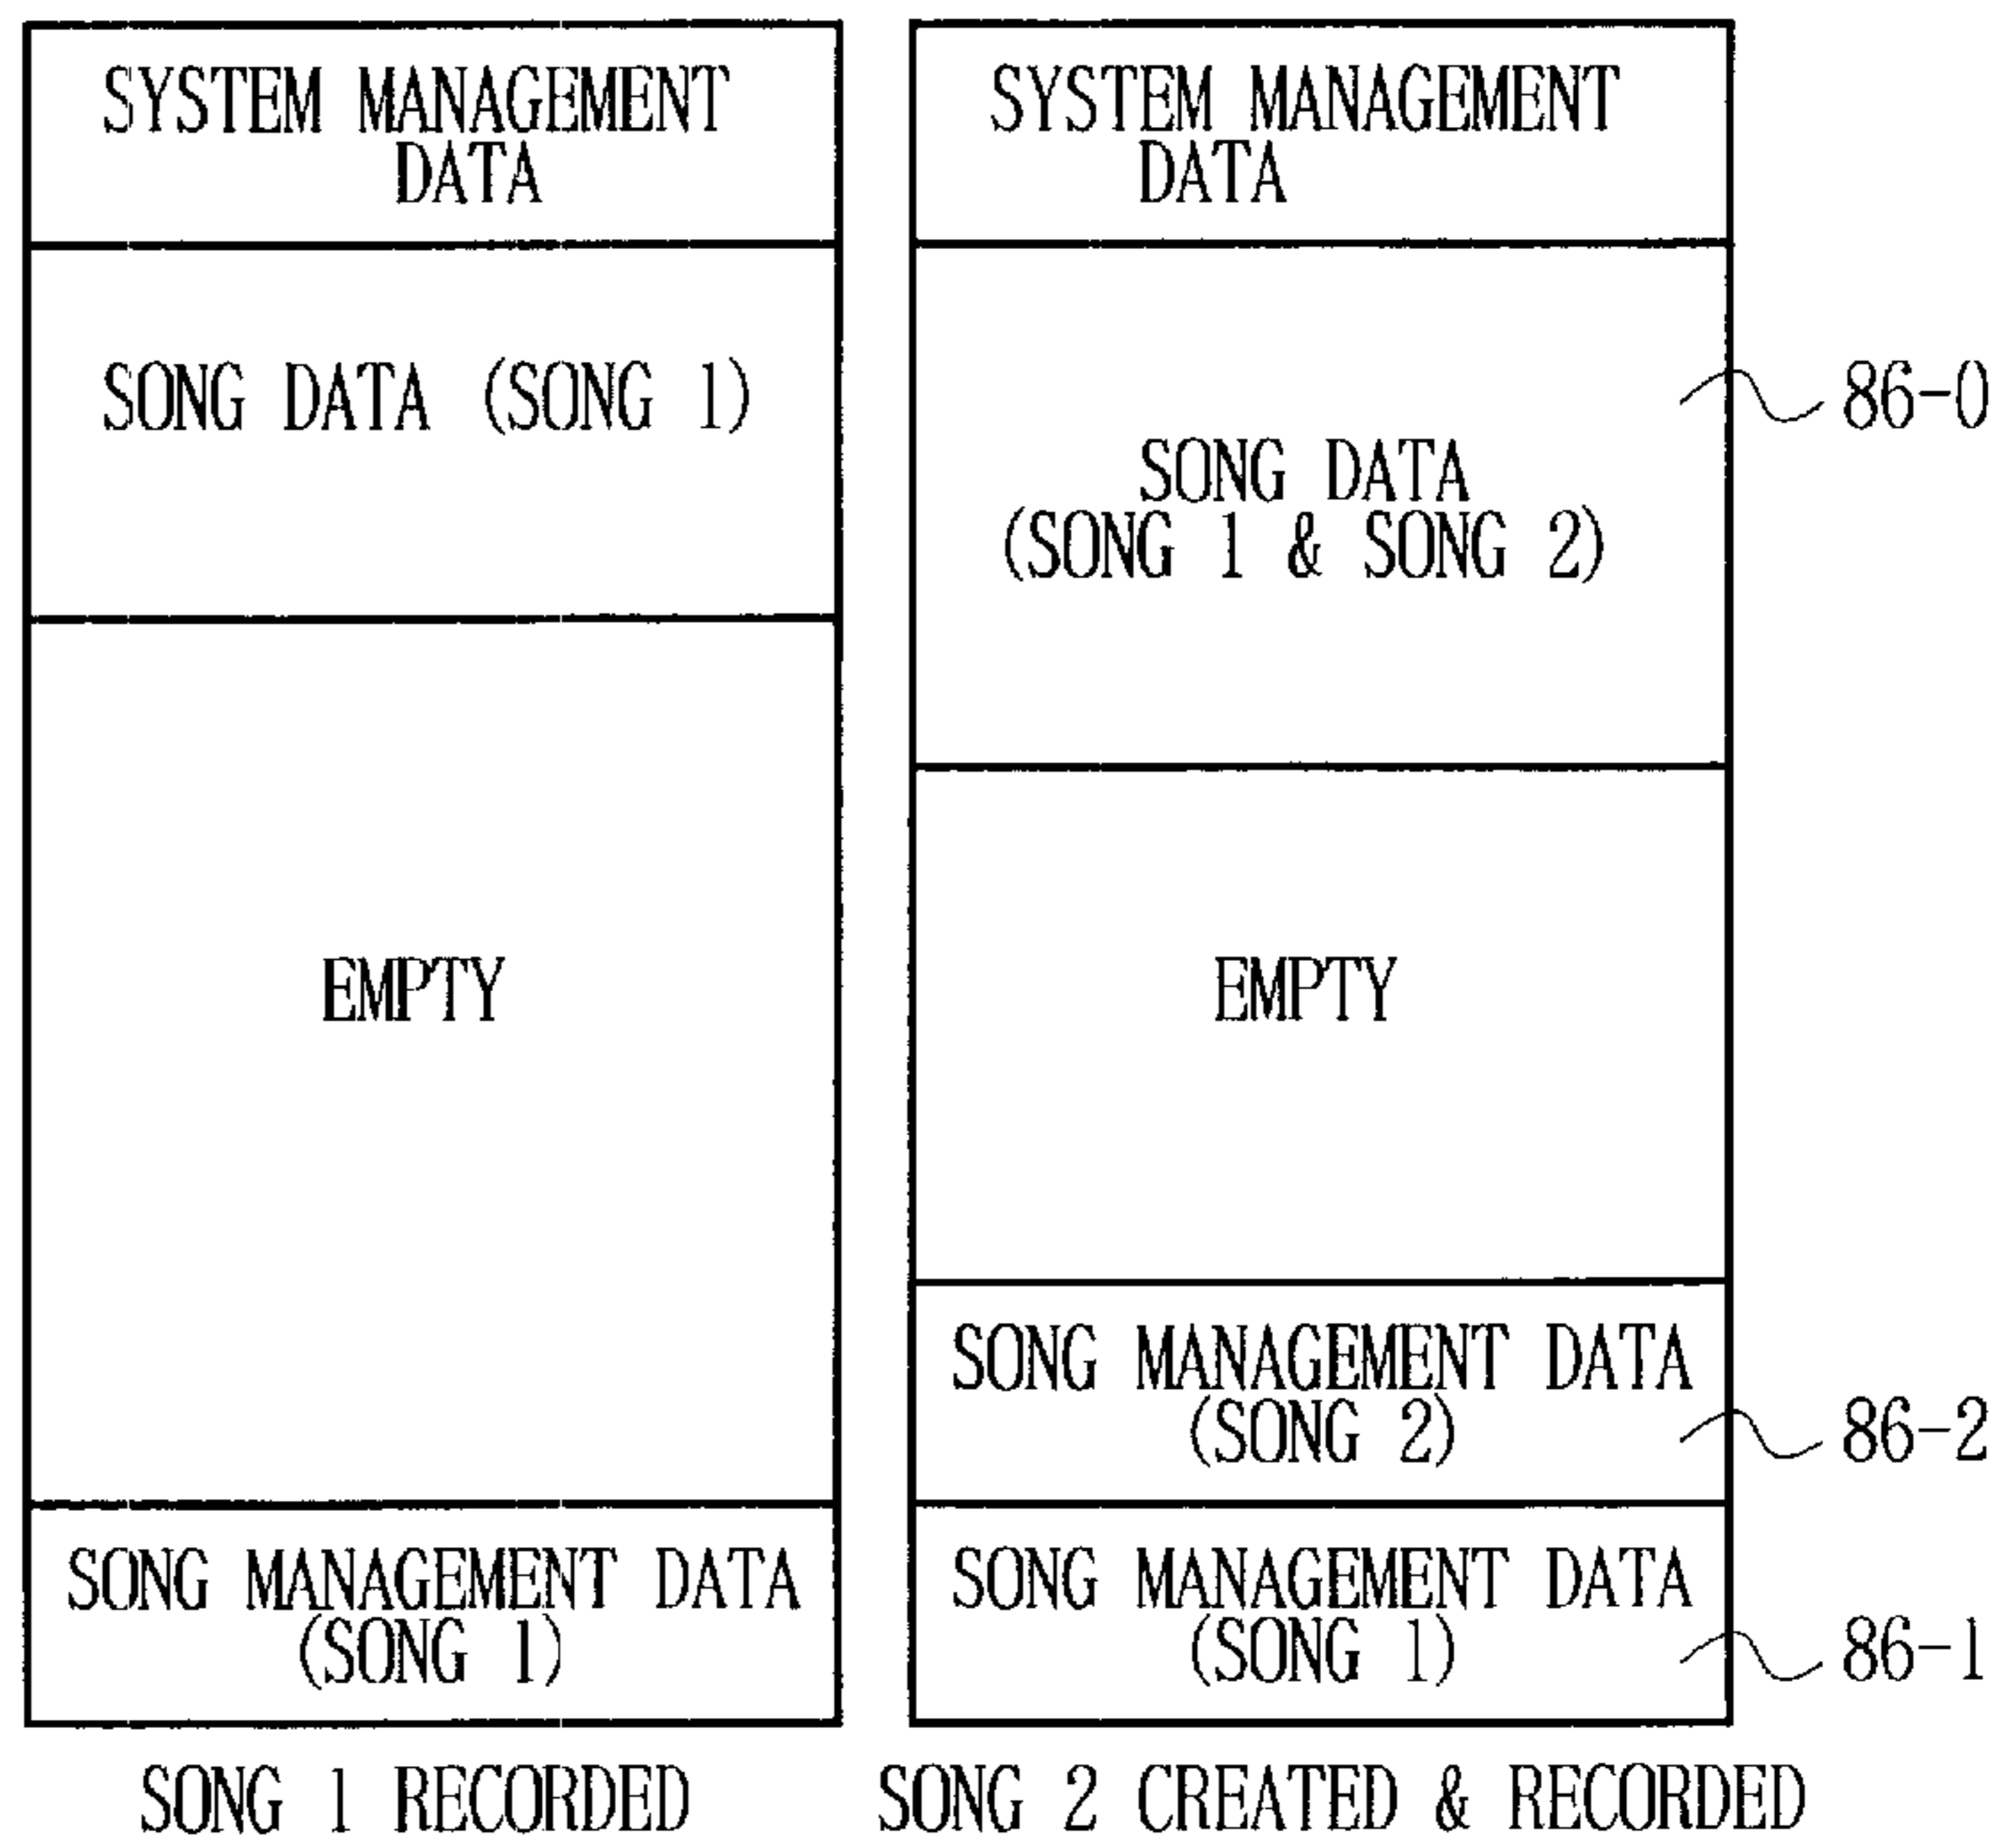 SYSTEM MANAGEMENT
DATA
SONG DATA (SONG 1)
EMPTY
SONG MANAGEMENT DATA
(SONG 1)
SONG 1 RECORDED
SYSTEM MANAGEMENT
DATA
86-0
SONG DATA
(SONG 1 & SONG 2)
EMPTY
SONG MANAGEMENT DATA
(SONG 2)
86-2
SONG MANAGEMENT DATA
(SONG 1)
86-1
SONG 2 CREATED & RECORDED